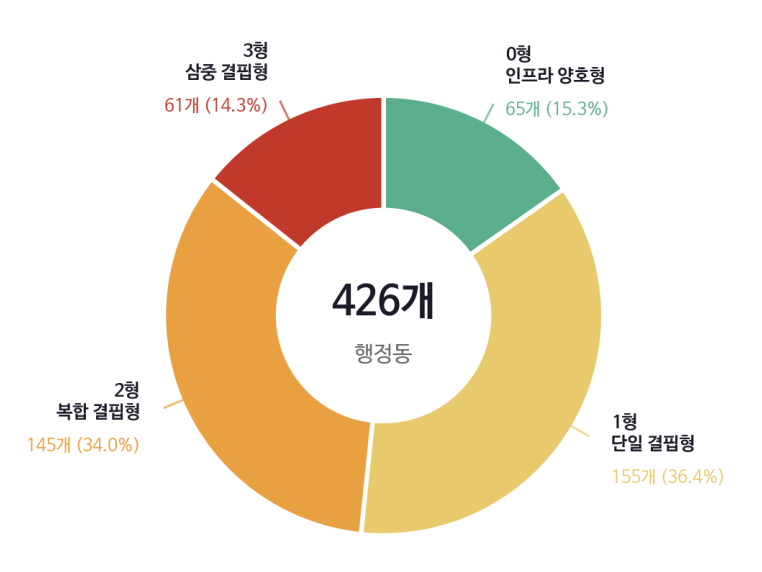 3형
삼중 결핍형
61개 (14.3%)
0형
인프라 양호형
65개 (15.3%)
426개
행정동
2형
복합 결핍형
145개 (34.0%)
1형
단일 결핍형
155개 (36.4%)